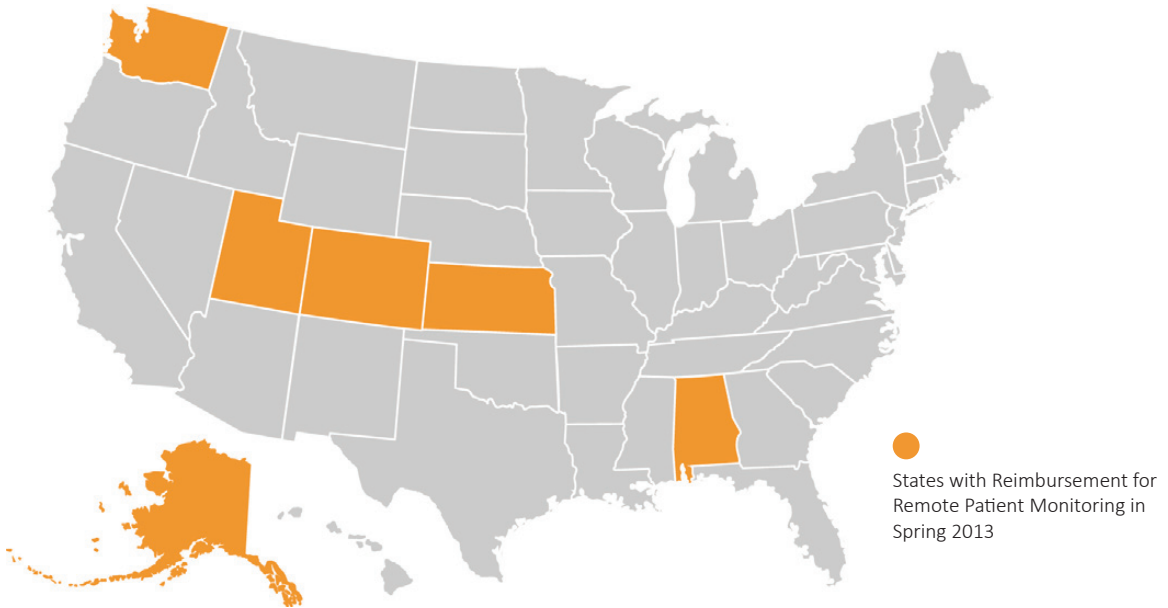 States with Reimbursement for
Remote Patient Monitoring in
Spring 2013